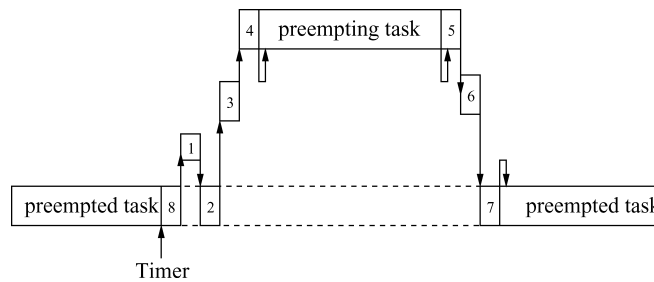 4 preempting task 5
3
6
1
preempted task 8
2
7 preempted task
Timer